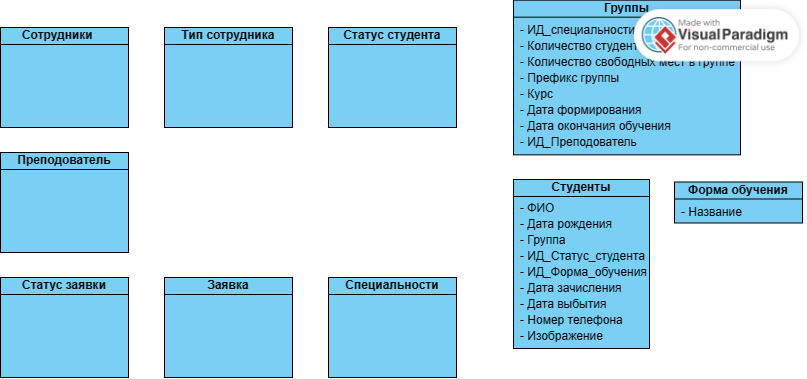 Сотрудники
Тип сотрудника
Статус студента
Группы
- ИД_специальности
- Количество студент
- Количество свободных мест в группе
- Префикс группы
- Курс
- Дата формирования
- Дата окончания обучения
- ИД_Преподователь
Made with
Visual Paradigm
For non-commercial use
Преподователь
Студенты
- ФИО
- Дата рождения
- Группа
- ИД_Статус_студента
- ИД_Форма_обучения
- Дата зачисления
- Дата выбытия
- Номер телефона
- Изображение
Форма обучения
- Название
Статус заявки
Заявка
Специальности